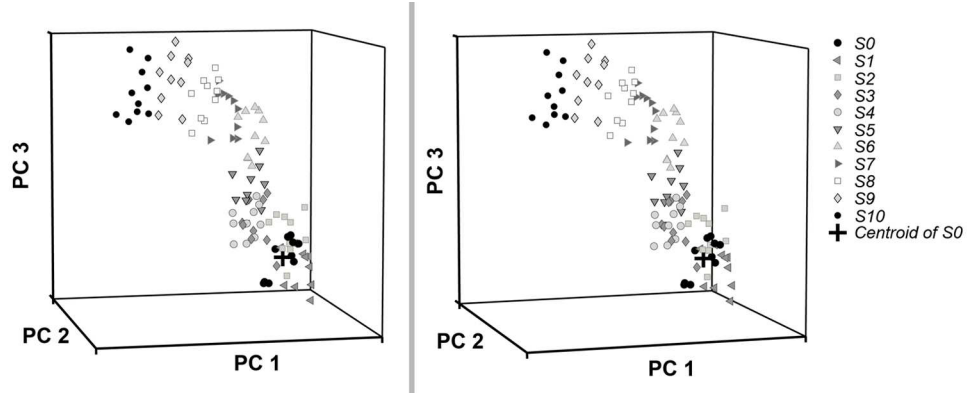 PC 3
PC 2
PC 1
PC 3
PC 2
PC 1
S0
S1
S2
S3
S4
S5
S6
S7
S8
S9
S10
Centroid of S0